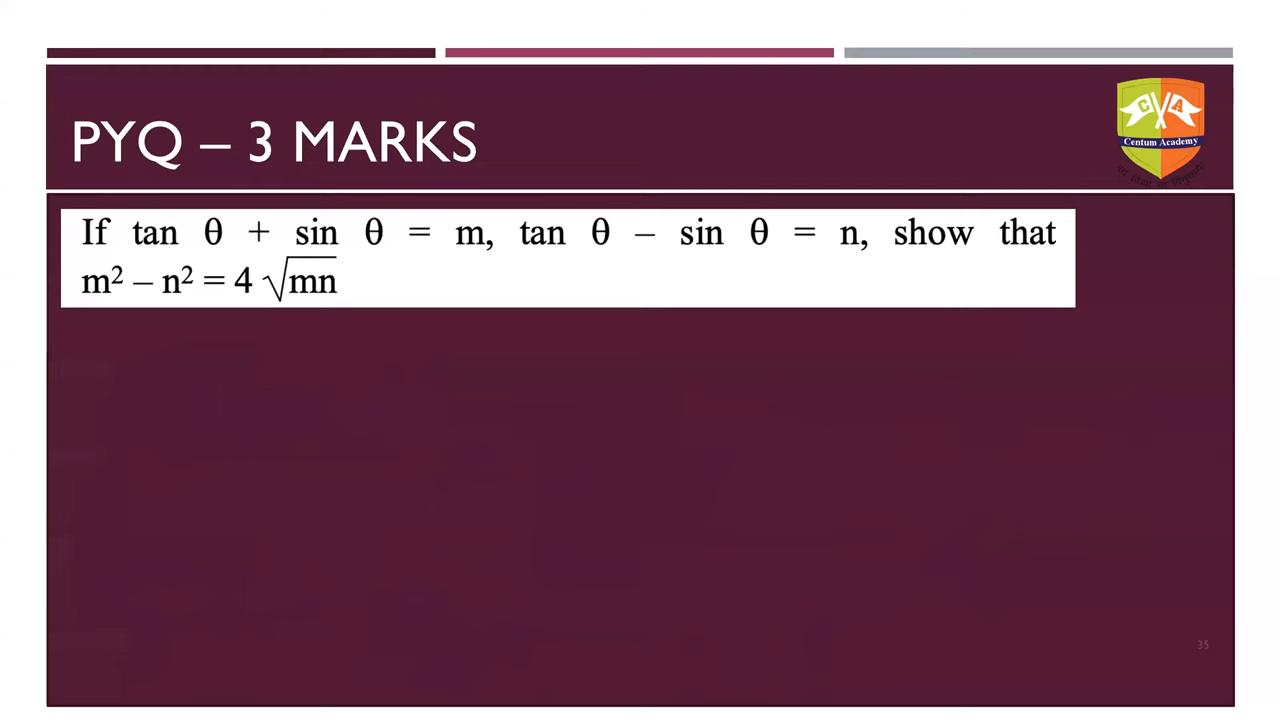 PYQ – 3 MARKS
C A
Centum Academy
If tan θ + sin θ = m, tan θ – sin θ = n, show that
m² – n² = 4 √mn
35